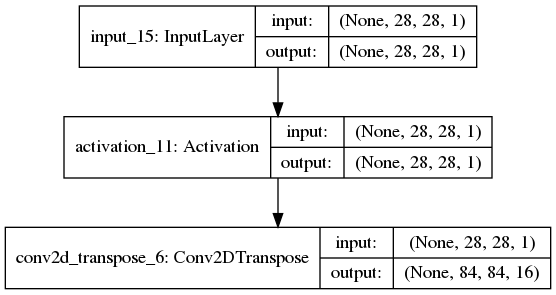 input_15: InputLayer
input: (None, 28, 28, 1)
output: (None, 28, 28, 1)
activation_11: Activation
input: (None, 28, 28, 1)
output: (None, 28, 28, 1)
conv2d_transpose_6: Conv2DTranspose
input: (None, 28, 28, 1)
output: (None, 84, 84, 16)